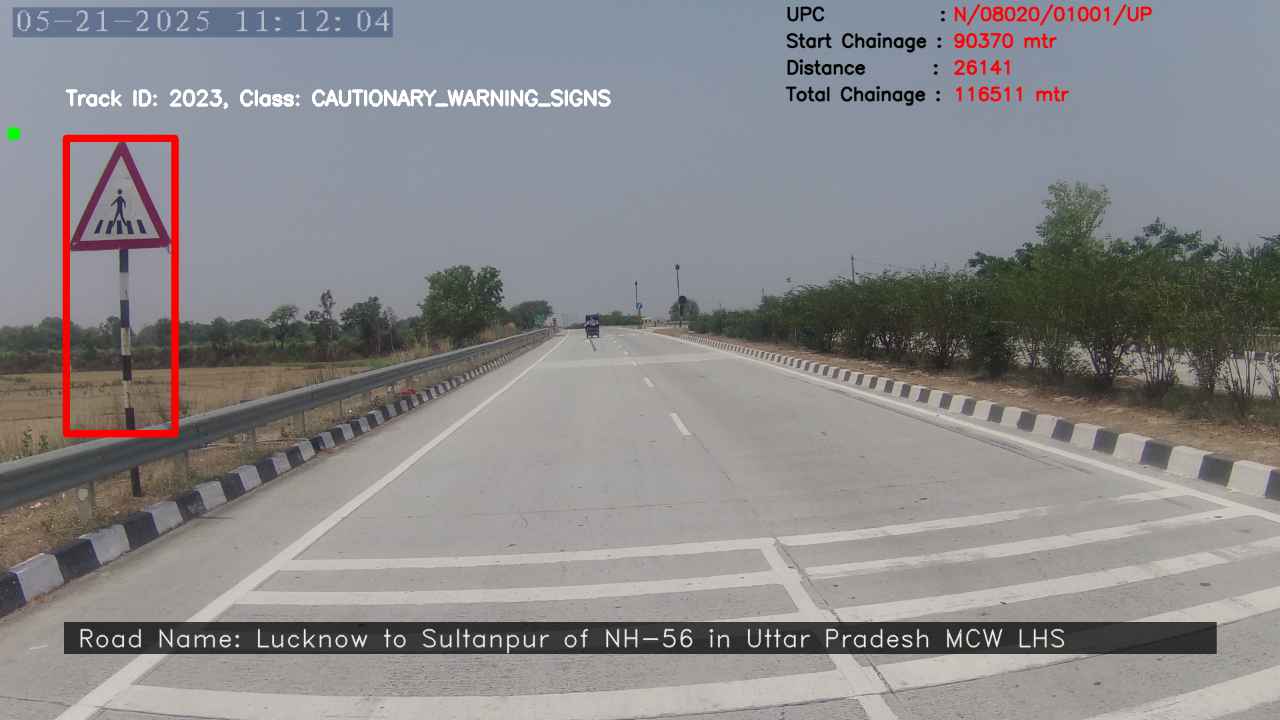 05-21-2025 11:12:04
UPC : N/08020/01001/UP
Start Chainage : 90370 mtr
Distance : 26141
Total Chainage : 116511 mtr
Track ID: 2023, Class: CAUTIONARY_WARNING_SIGNS
Road Name: Lucknow to Sultanpur of NH-56 in Uttar Pradesh MCW LHS